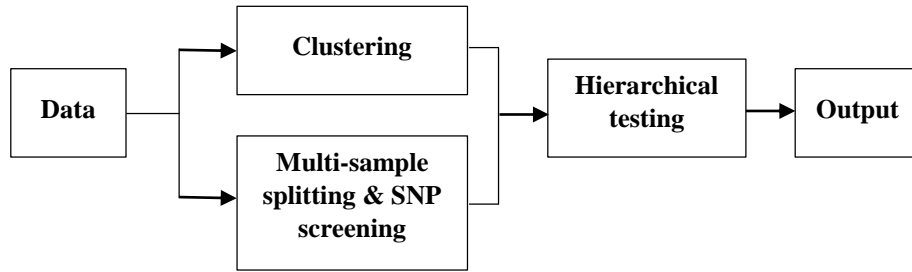 Data
Clustering
Multi-sample
splitting & SNP
screening
Hierarchical
testing
Output